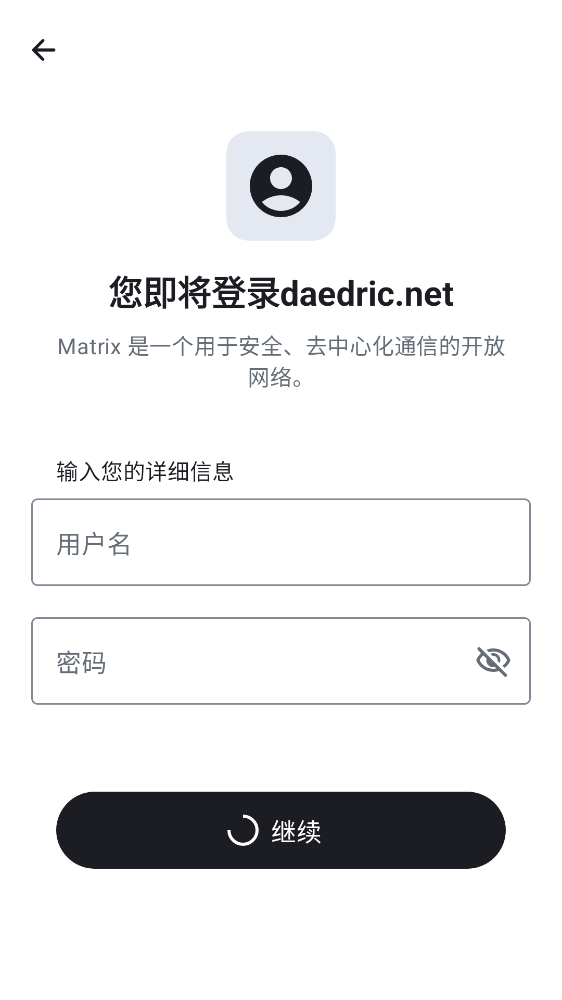 您即将登录daedric.net
Matrix 是一个用于安全、去中心化通信的开放
网络。
输入您的详细信息
用户名
密码
继续